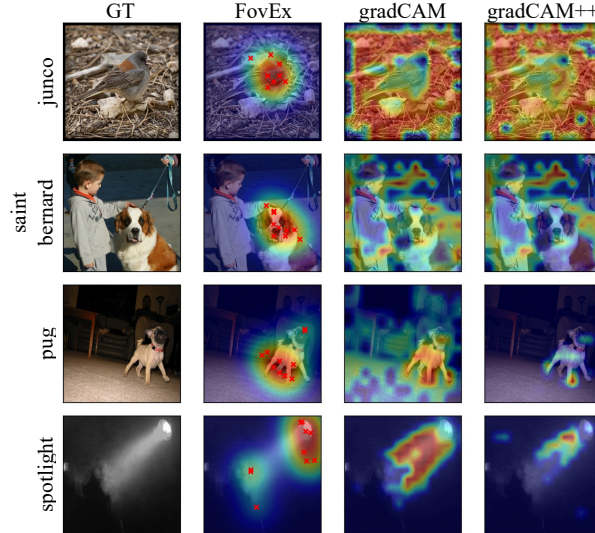 GT FovEx gradCAM gradCAM++
junco
saint
bernard
pug
spotlight